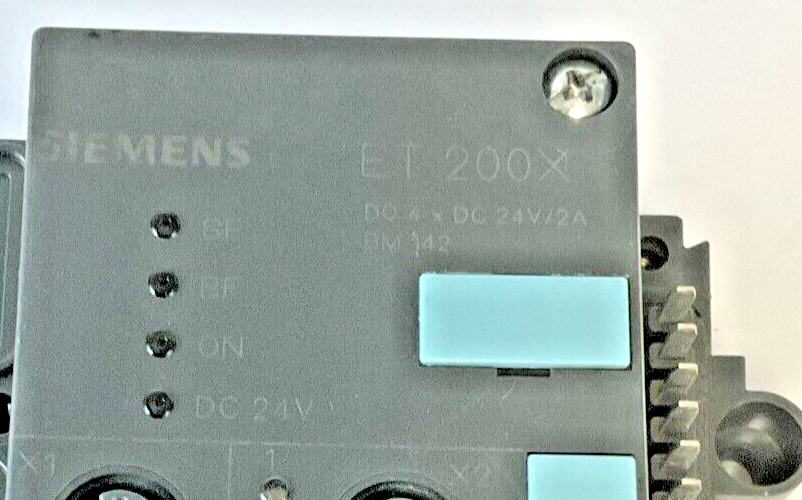 SIEMENS
ET 200X
DO 4 x DC 24V/2A
BM 142
SF
BF
ON
DC 24V
X1
1
X2